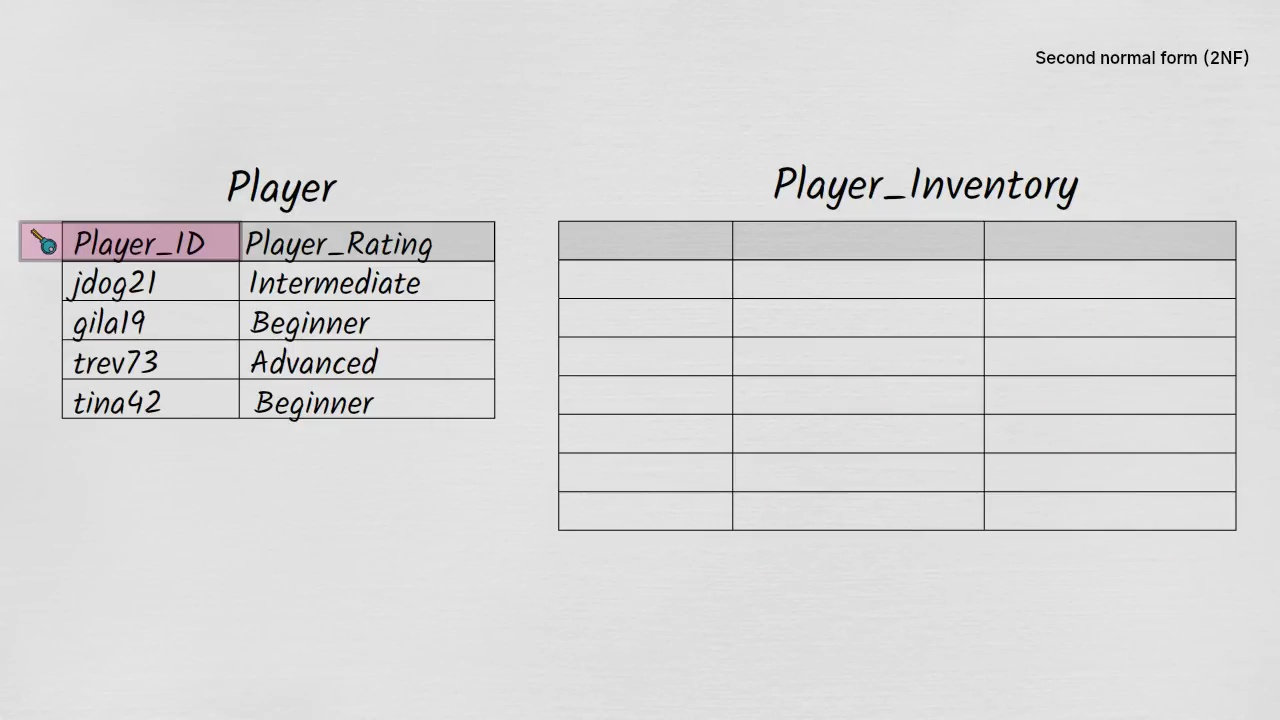 Second normal form (2NF)
Player
Player_ID Player_Rating
jdog21 Intermediate
gila19 Beginner
trev73 Advanced
tina42 Beginner
Player_Inventory